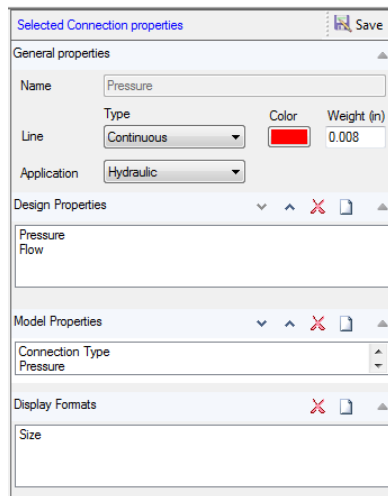 Selected Connection properties Save
General properties
Name Pressure
Type Color Weight (in)
Line Continuous 0.008
Application Hydraulic
Design Properties
Pressure
Flow
Model Properties
Connection Type
Pressure
Display Formats
Size